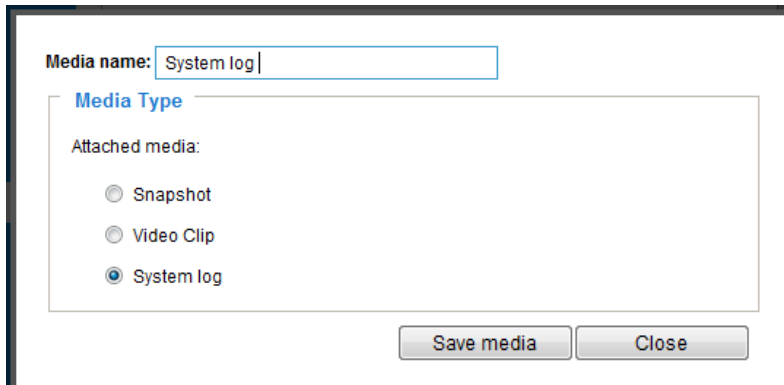 Media name: System log
Media Type
Attached media:
Snapshot
Video Clip
System log
Save media Close